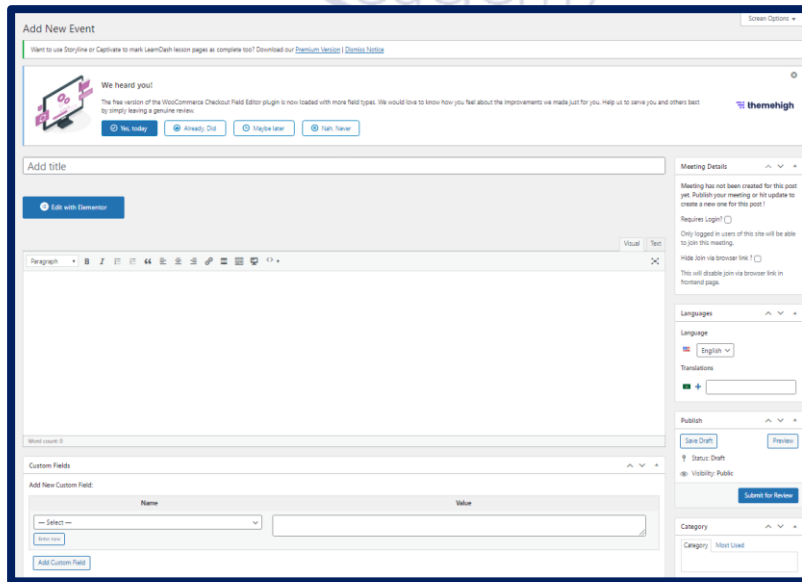 Screen Options
Add New Event
Want to use Storyline or Captivate to mark LearnDash lesson pages as complete too? Download our Premium Version | Dismiss Notice
We heard you!
The free version of the WooCommerce Checkout Field Editor plugin is now loaded with more field types. We would love to know how you feel about the improvements we made just for you. Help us to serve you and others best
by simply leaving a genuine review.
themehigh
Yes, today
Already, Did
Maybe later
Nah, Never
Add title
Edit with Elementor
Visual Text
Paragraph
Word count: 0
Custom Fields
Add New Custom Field:
Name Value
— Select —
Enter new
Add Custom Field
Meeting Details
Meeting has not been created for this post
yet. Publish your meeting or hit update to
create a new one for this post !
Requires Login?
Only logged in users of this site will be able
to join this meeting.
Hide Join via browser link ?
This will disable join via browser link in
frontend page.
Languages
Language
English
Translations
Publish
Save Draft Preview
Status: Draft
Visibility: Public
Submit for Review
Category
Category Most Used